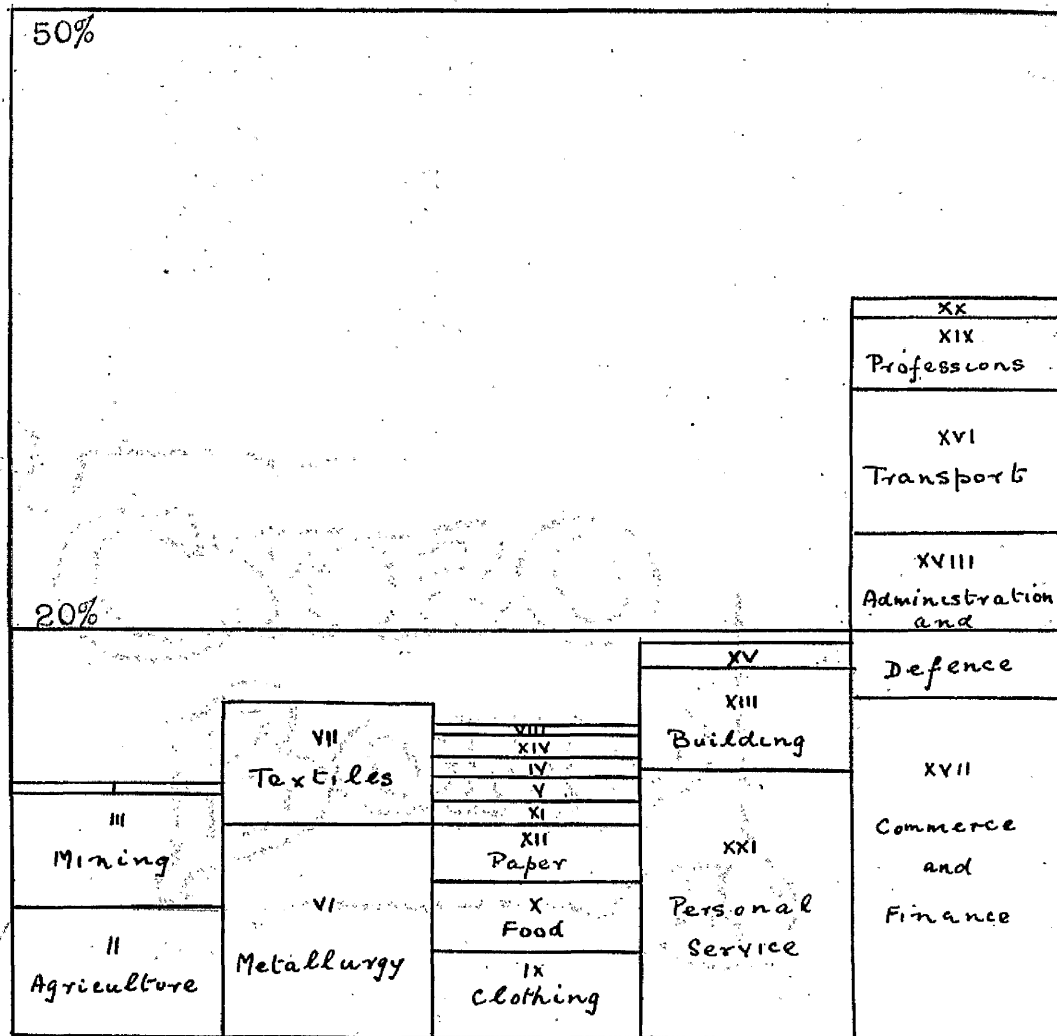 50%
20%
I
III
Mining
II
Agriculture
VII
Textiles
VI
Metallurgy
VIII
XIV
IV
V
XI
XII
Paper
X
Food
IX
Clothing
XV
XIII
Building
XXI
Personal
Service
XX
XIX
Professions
XVI
Transport
XVIII
Administration
and
Defence
XVII
Commerce
and
Finance